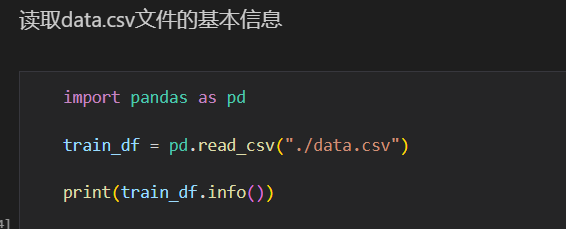 读取data.csv文件的基本信息
import pandas as pd
train_df = pd.read_csv("./data.csv")
print(train_df.info())
4]